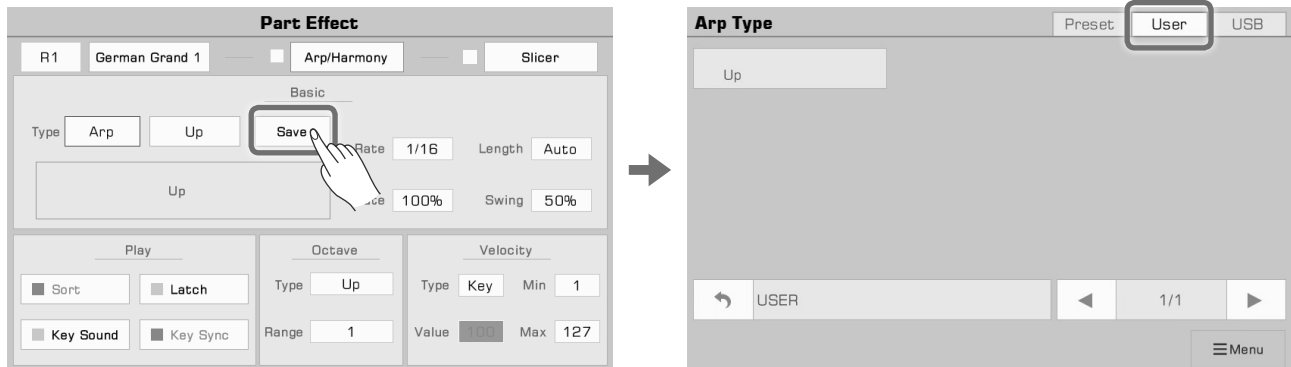 Part Effect
R1 German Grand 1 Arp/Harmony Slicer
Basic
Type Arp Up Save Rate 1/16 Length Auto
Up 100% Swing 50%
Play
Sort Latch
Key Sound Key Sync
Octave
Type Up
Range 1
Velocity
Type Key Min 1
Value 100 Max 127
Arp Type Preset User USB
Up
USER 1/1
Menu